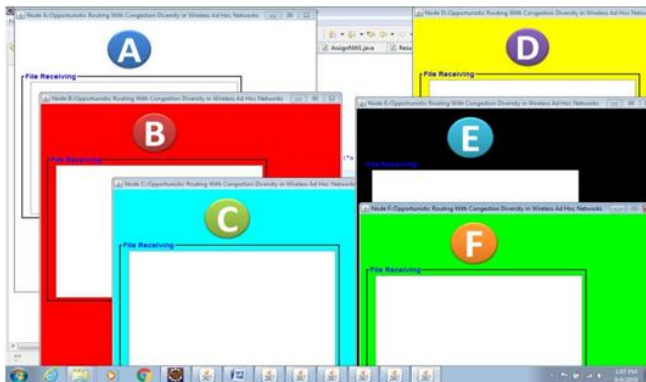 Node A:Opportunistic Routing With Congestion Diversity in Wireless Ad Hoc Networks
A
File Receiving
AssignNW1.java
Node D:Opportunistic Routing With Congestion Diversity in Wireless Ad Hoc Networks
D
File Receiving
Node B:Opportunistic Routing With Congestion Diversity in Wireless Ad Hoc Networks
B
File Receiving
Node E:Opportunistic Routing With Congestion Diversity in Wireless Ad Hoc Networks
E
File Receiving
Node C:Opportunistic Routing With Congestion Diversity in Wireless Ad Hoc Networks
C
File Receiving
Node F:Opportunistic Routing With Congestion Diversity in Wireless Ad Hoc Networks
F
File Receiving